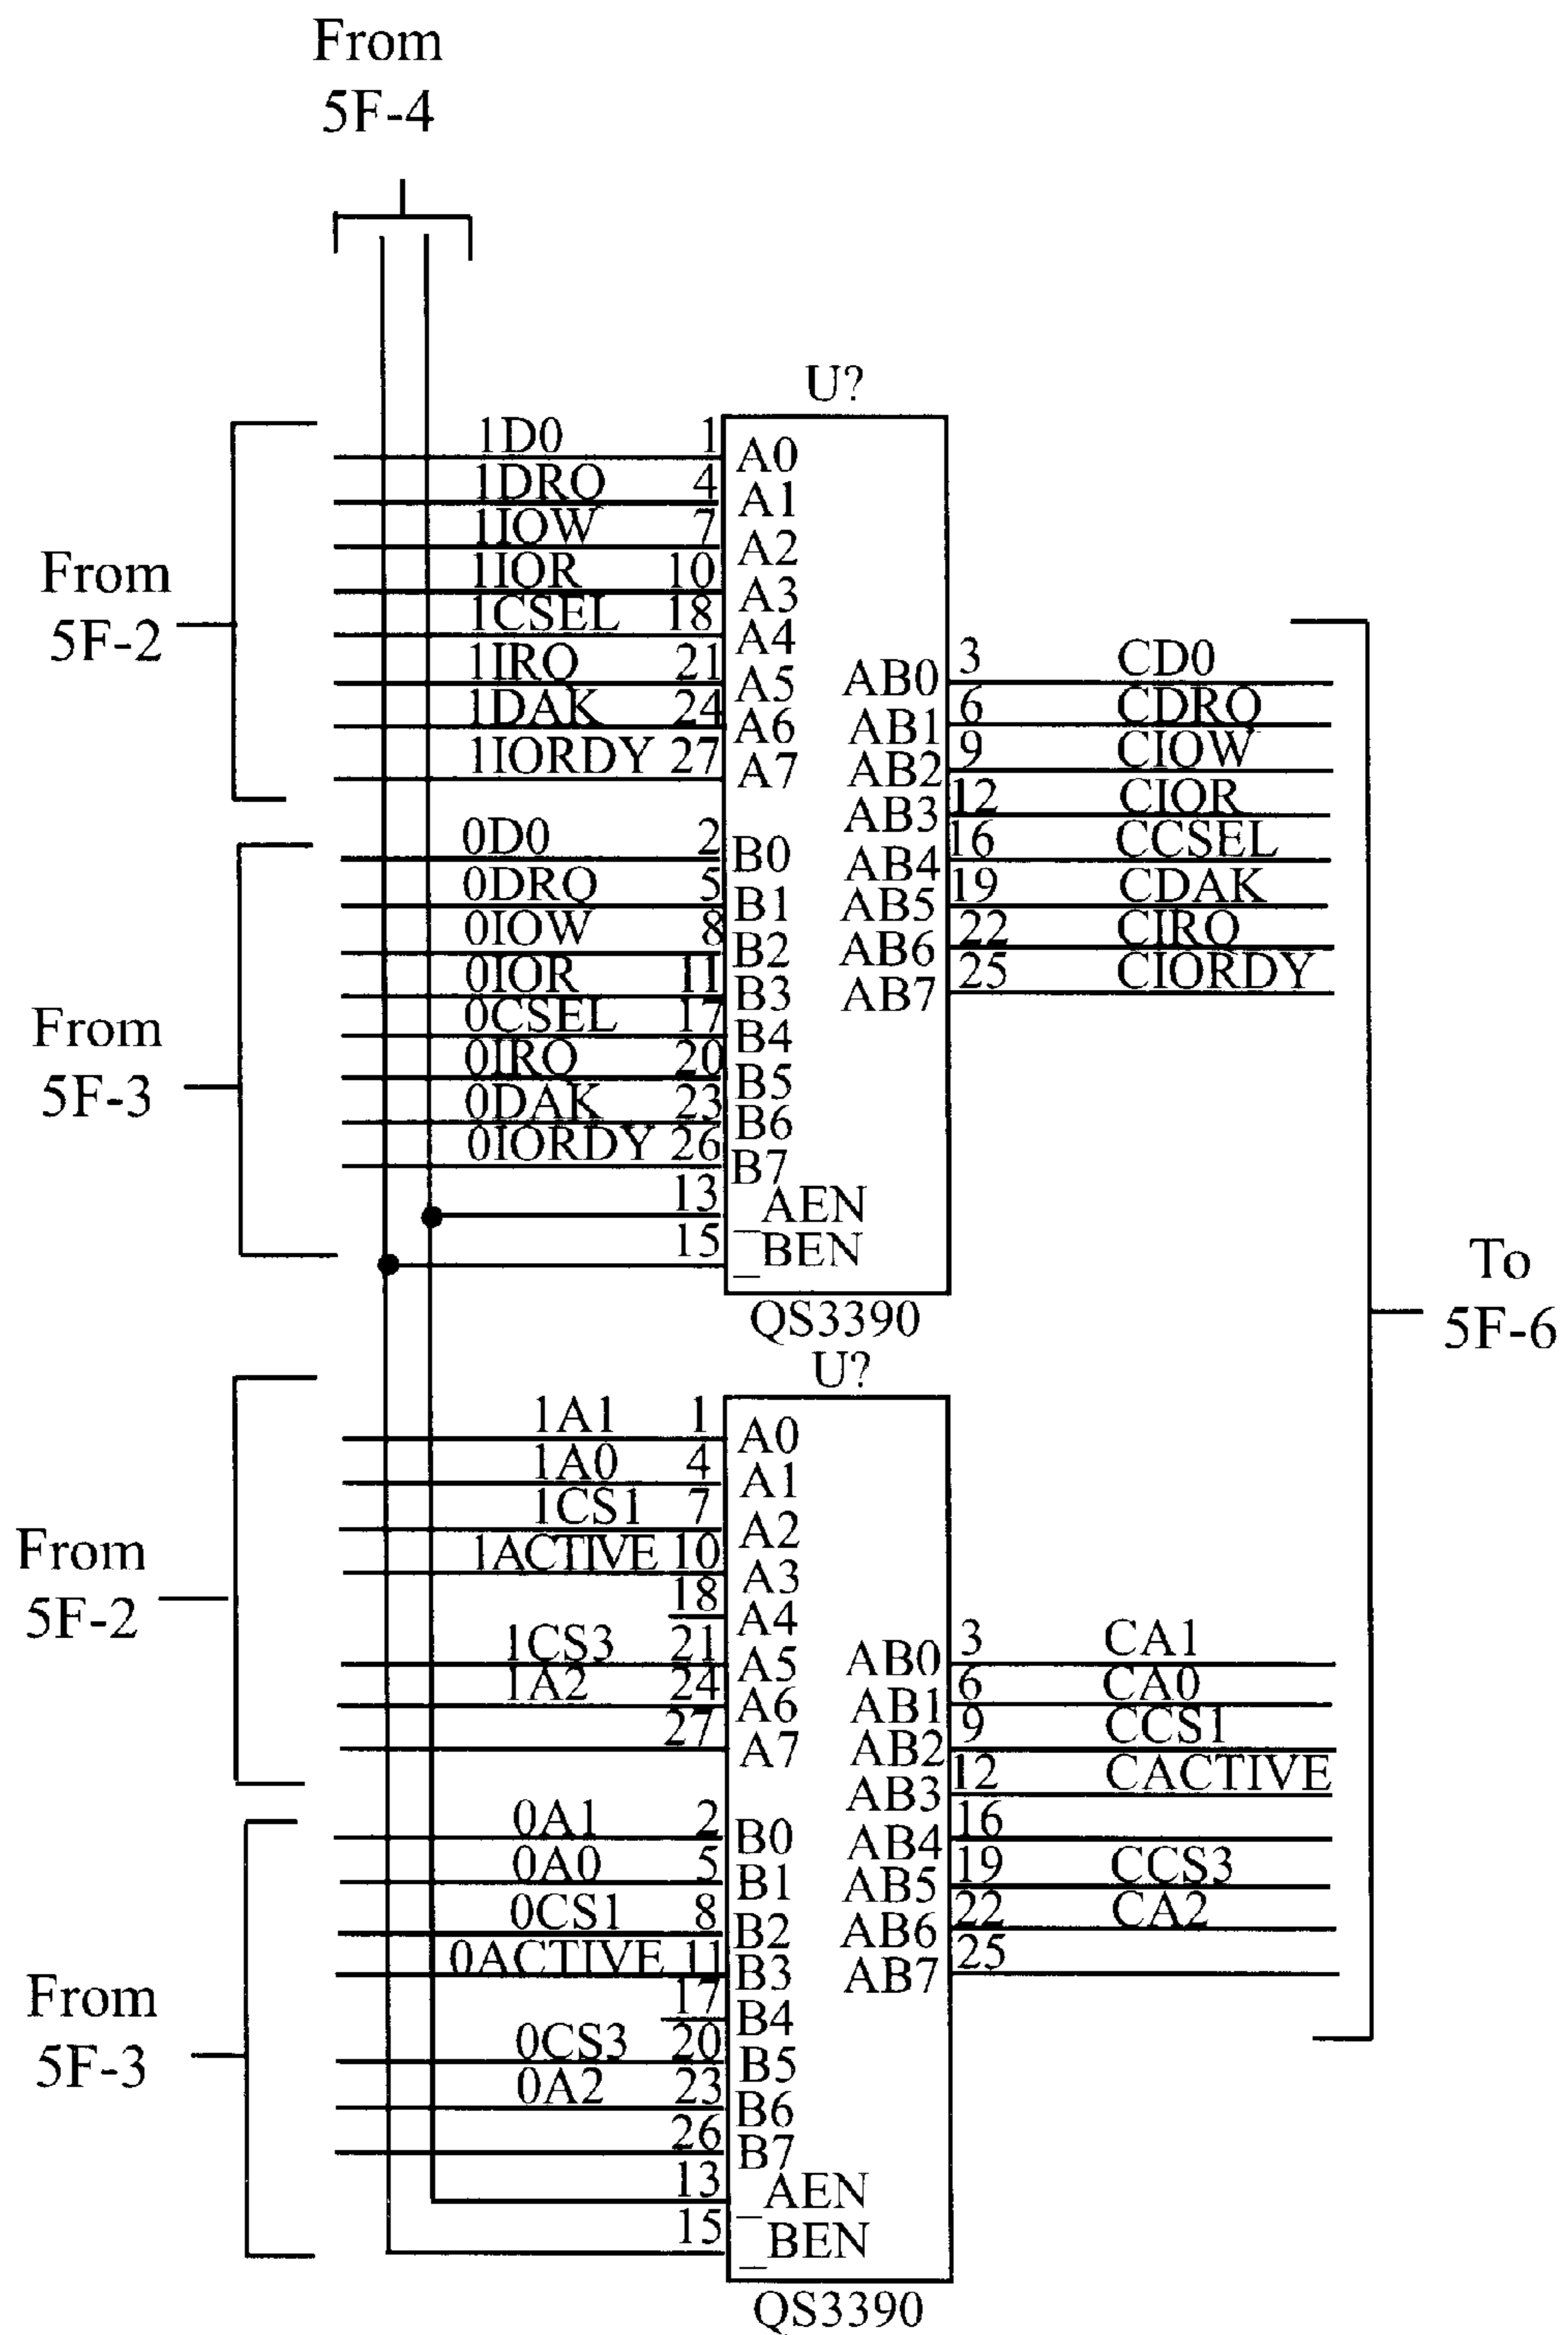 From
5F-4
U?
1D0 1 A0
1DRQ 4 A1
1IOW 7 A2
1IOR 10 A3
1CSEL 18 A4
1IRQ 21 A5
1DAK 24 A6
1IORDY 27 A7
From
5F-2
0D0 2 B0
0DRQ 5 B1
0IOW 8 B2
0IOR 11 B3
0CSEL 17 B4
0IRQ 20 B5
0DAK 23 B6
0IORDY 26 B7
13 _AEN
15 _BEN
From
5F-3
AB0 3 CD0
AB1 6 CDRQ
AB2 9 CIOW
AB3 12 CIOR
AB4 16 CCSEL
AB5 19 CDAK
AB6 22 CIRQ
AB7 25 CIORDY
QS3390
To
5F-6
U?
1A1 1 A0
1A0 4 A1
1CS1 7 A2
1ACTIVE 10 A3
18 A4
1CS3 21 A5
1A2 24 A6
27 A7
From
5F-2
0A1 2 B0
0A0 5 B1
0CS1 8 B2
0ACTIVE 11 B3
17 B4
0CS3 20 B5
0A2 23 B6
26 B7
13 _AEN
15 _BEN
From
5F-3
AB0 3 CA1
AB1 6 CA0
AB2 9 CCS1
AB3 12 CACTIVE
AB4 16
AB5 19 CCS3
AB6 22 CA2
AB7 25
QS3390